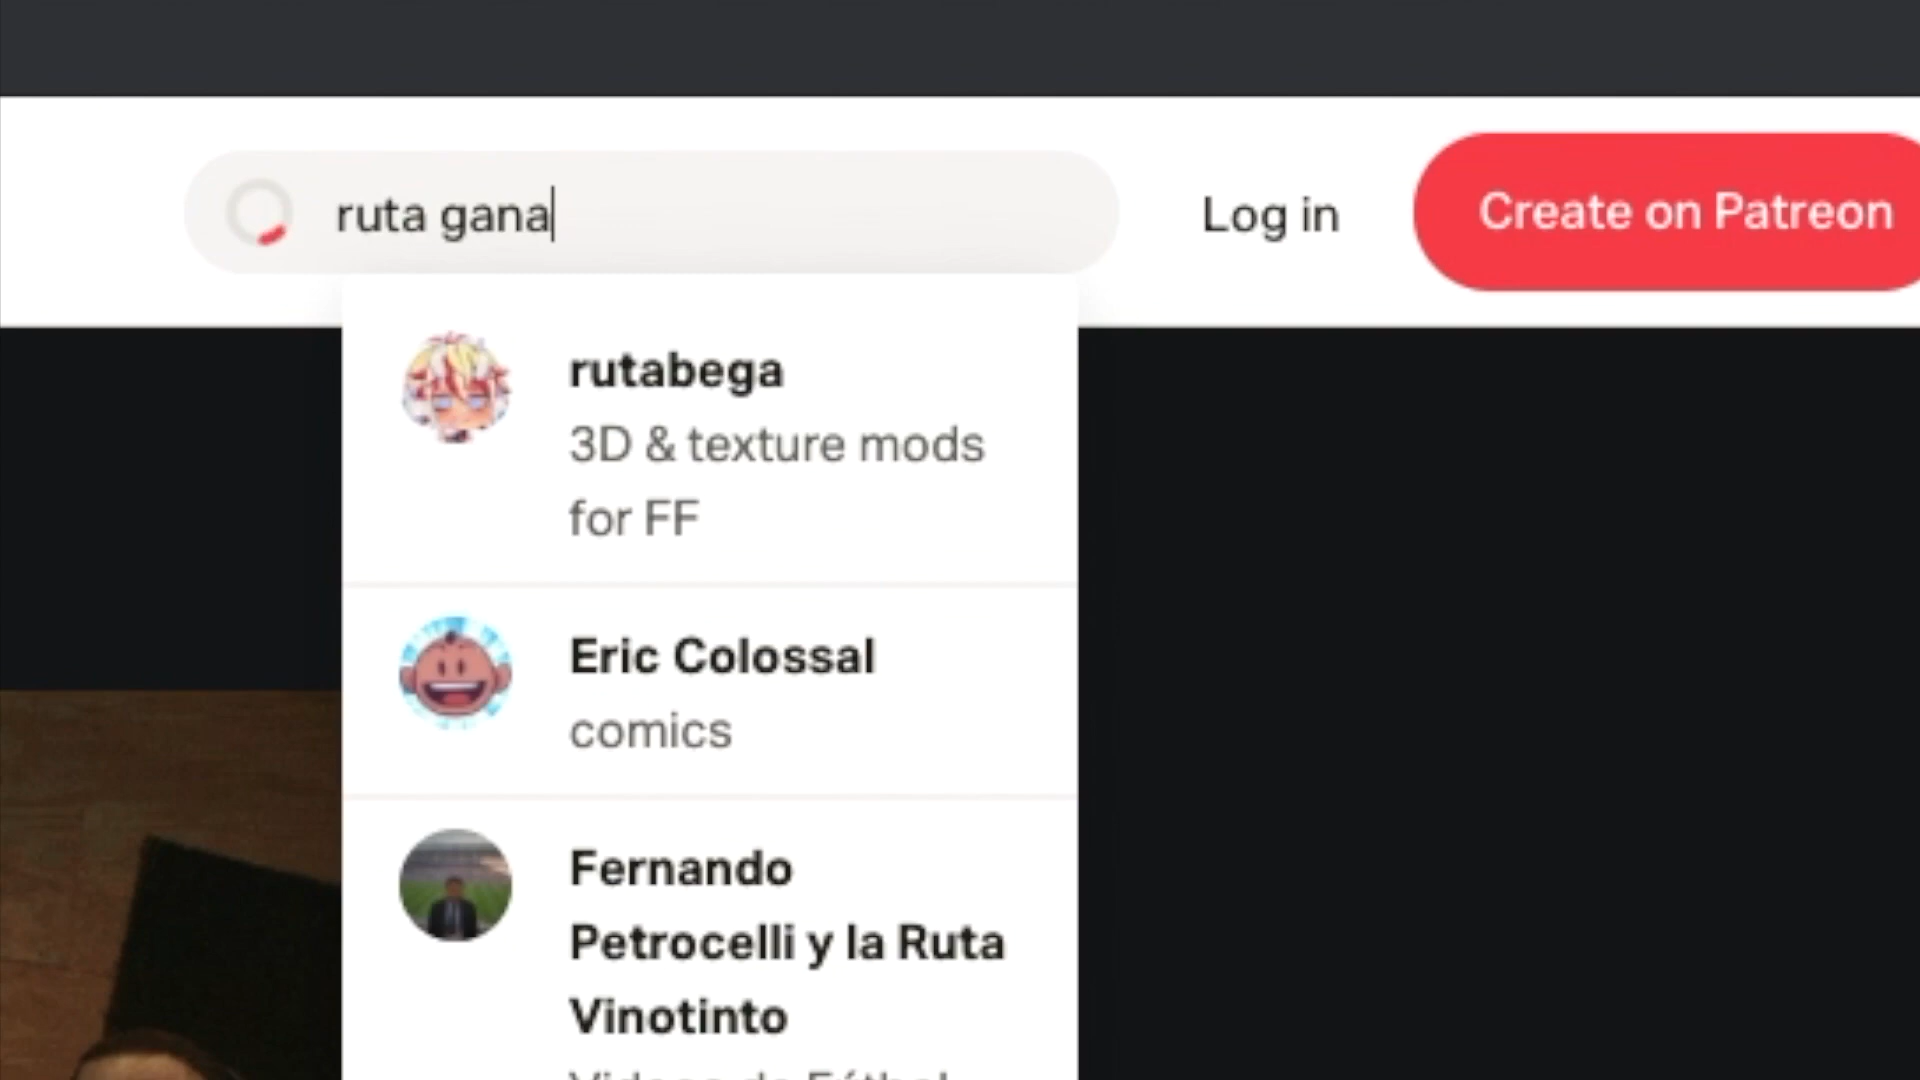 ruta gana
Log in
Create on Patreon
rutabega
3D & texture mods
for FF
Eric Colossal
comics
Fernando
Petrocelli y la Ruta
Vinotinto